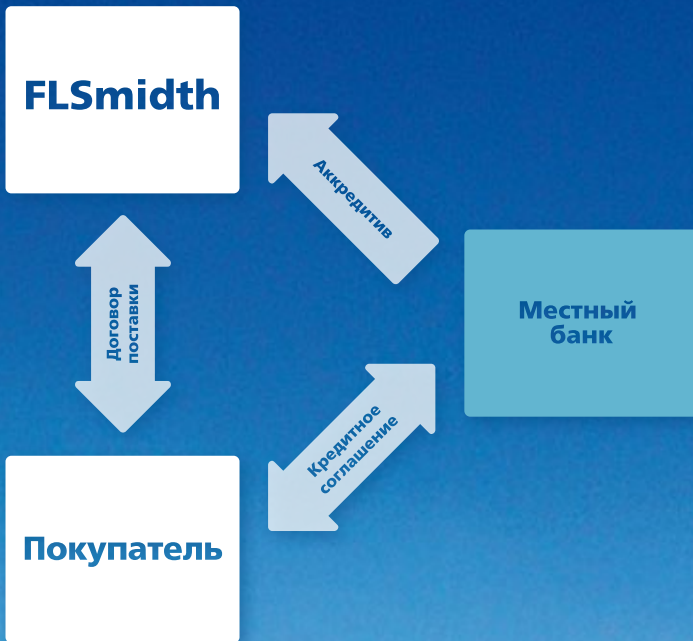 FLSmidth
Аккредитив
Договор
поставки
Местный
банк
Кредитное
соглашение
Покупатель